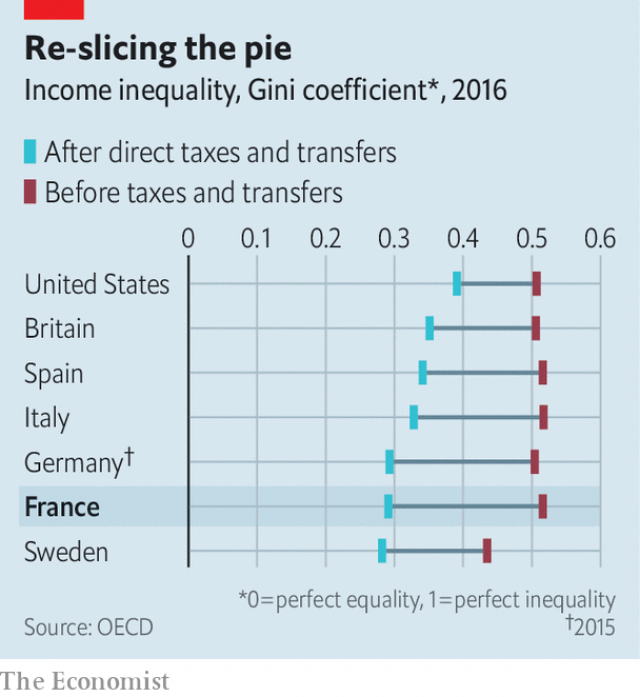 Re-slicing the pie
Income inequality, Gini coefficient*, 2016
After direct taxes and transfers
Before taxes and transfers
0 0.1 0.2 0.3 0.4 0.5 0.6
United States
Britain
Spain
Italy
Germany†
France
Sweden
*0=perfect equality, 1=perfect inequality
Source: OECD †2015
The Economist